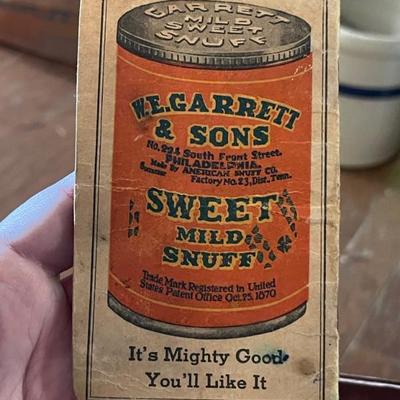 GARRETT
MILD
SWEET
SNUFF
W.E. GARRETT
& SONS
No. 224 South Front Street,
PHILADELPHIA.
Made by AMERICAN SNUFF CO.
Successor Factory No. 23, Dist. Tenn.
SWEET
MILD
SNUFF
Trade Mark Registered in United
States Patent Office Oct. 25, 1870
It's Mighty Good
You'll Like It